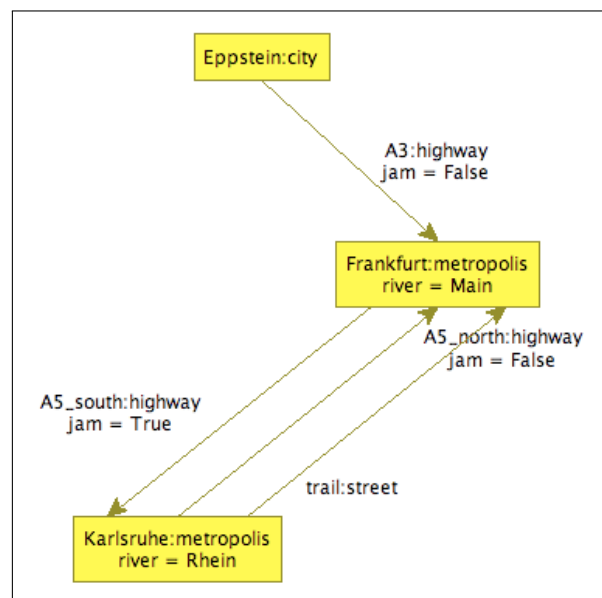 Eppstein:city
A3:highway
jam = False
Frankfurt:metropolis
river = Main
A5_north:highway
jam = False
A5_south:highway
jam = True
trail:street
Karlsruhe:metropolis
river = Rhein